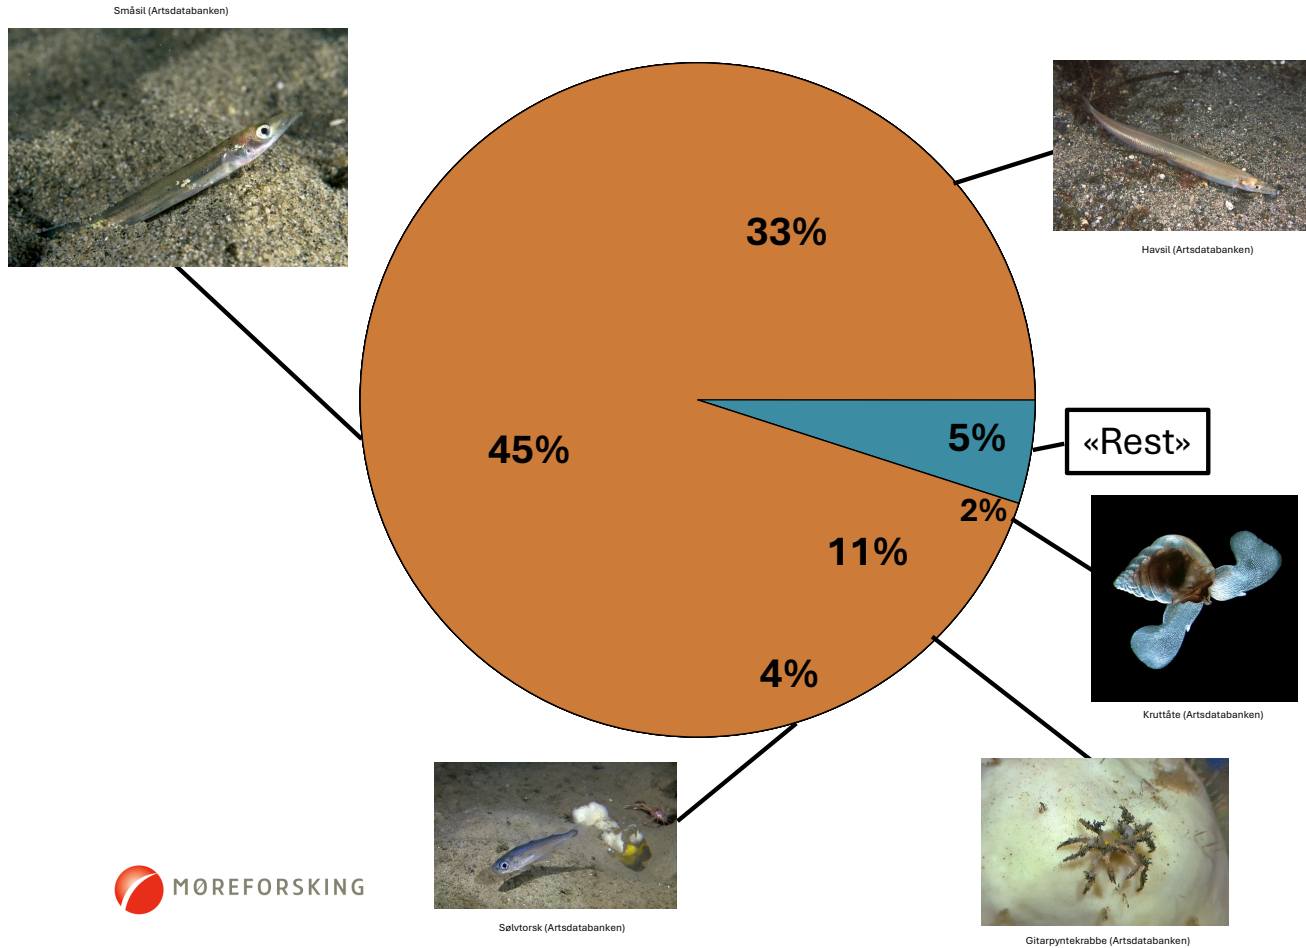 Småsil (Artsdatabanken)
33%
Havsil (Artsdatabanken)
45%
5%
«Rest»
2%
11%
4%
Kruttåte (Artsdatabanken)
MØREFORSKING
Sølvtorsk (Artsdatabanken)
Gitarpyntekrabbe (Artsdatabanken)